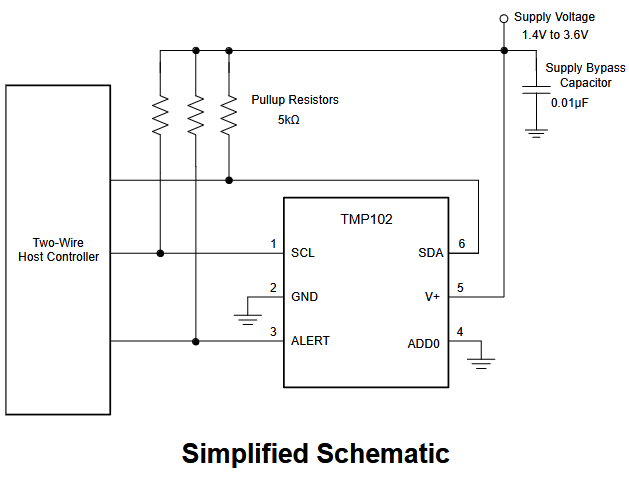 Supply Voltage
1.4V to 3.6V
Supply Bypass
Capacitor
0.01µF
Pullup Resistors
5kΩ
TMP102
Two-Wire
Host Controller
1
SCL
SDA
6
2
GND
V+
5
3
ALERT
ADD0
4
Simplified Schematic